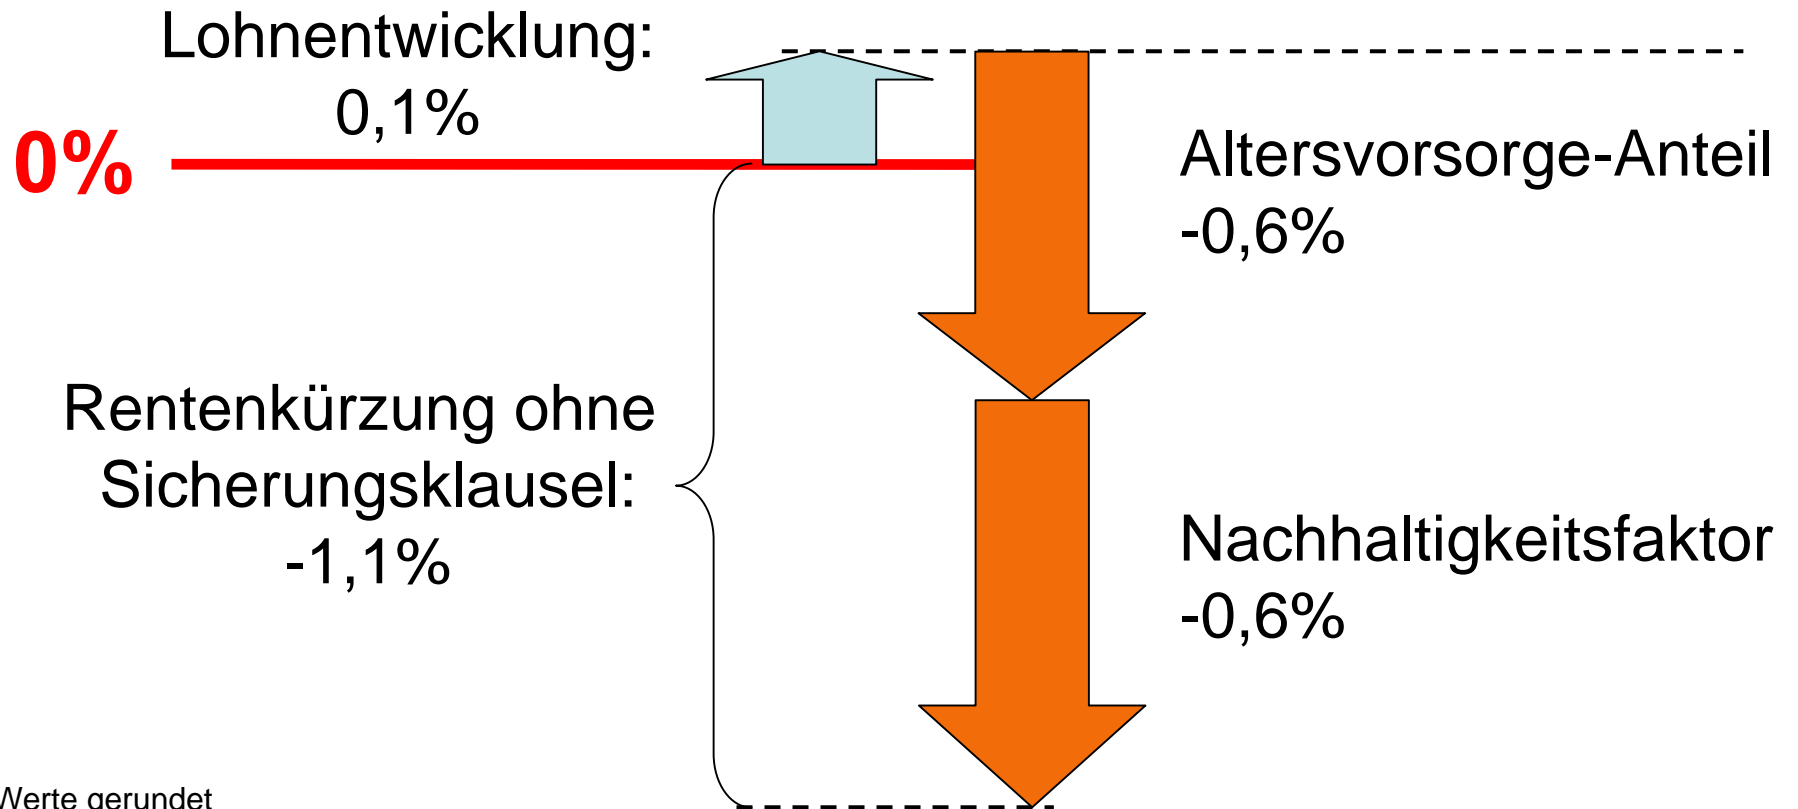 Lohnentwicklung:
0,1%
0%
Altersvorsorge-Anteil
-0,6%
Rentenkürzung ohne
Sicherungsklausel:
-1,1%
Nachhaltigkeitsfaktor
-0,6%
Werte gerundet